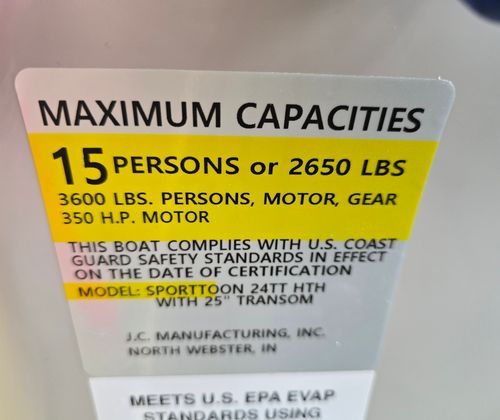 MAXIMUM CAPACITIES
15 PERSONS or 2650 LBS
3600 LBS. PERSONS, MOTOR, GEAR
350 H.P. MOTOR
THIS BOAT COMPLIES WITH U.S. COAST
GUARD SAFETY STANDARDS IN EFFECT
ON THE DATE OF CERTIFICATION
MODEL: SPORTTOON 24TT HTH
WITH 25" TRANSOM
J.C. MANUFACTURING, INC.
NORTH WEBSTER, IN
MEETS U.S. EPA EVAP
STANDARDS USING